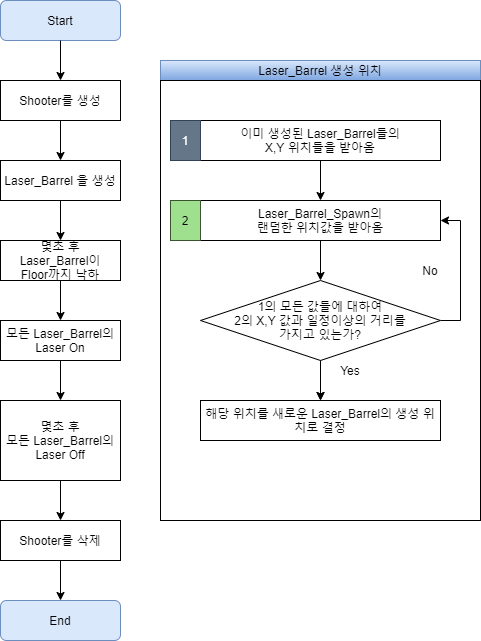 Start
Shooter를 생성
Laser_Barrel 을 생성
몇초 후
Laser_Barrel이
Floor까지 낙하
모든 Laser_Barrel의
Laser On
몇초 후
모든 Laser_Barrel의
Laser Off
Shooter를 삭제
End
Laser_Barrel 생성 위치
1
이미 생성된 Laser_Barrel들의
X,Y 위치들을 받아옴
2
Laser_Barrel_Spawn의
랜덤한 위치값을 받아옴
No
1의 모든 값들에 대하여
2의 X,Y 값과 일정이상의 거리를
가지고 있는가?
Yes
해당 위치를 새로운 Laser_Barrel의 생성 위
치로 결정